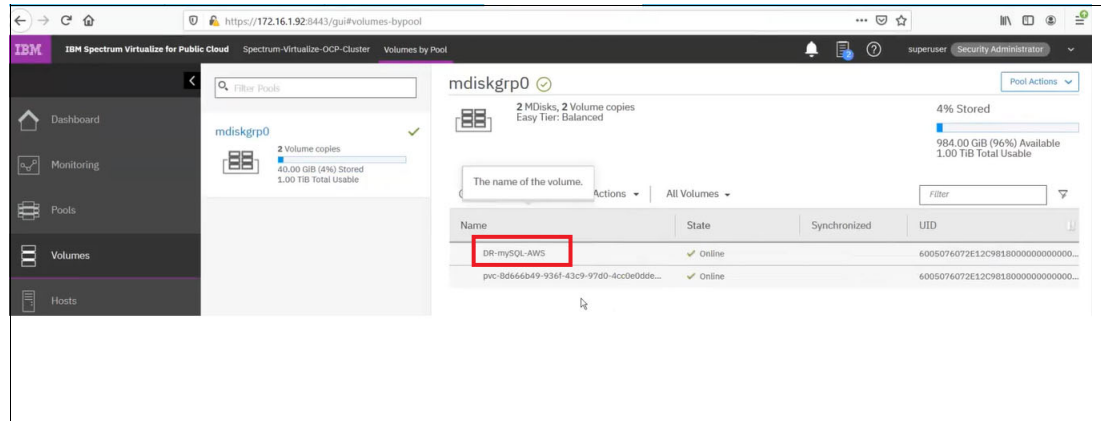 https://172.16.1.92:8443/gui#volumes-bypool
IBM
IBM Spectrum Virtualize for Public Cloud Spectrum-Virtualize-OCP-Cluster Volumes by Pool
2
superuser Security Administrator
Dashboard
Monitoring
Pools
Volumes
Hosts
Filter Pools
mdiskgrp0
2 Volume copies
40.00 GiB (4%) Stored
1.00 TiB Total Usable
mdiskgrp0
Pool Actions
2 MDisks, 2 Volume copies
Easy Tier: Balanced
4% Stored
984.00 GiB (96%) Available
1.00 TiB Total Usable
The name of the volume.
Actions All Volumes
Filter
Name State Synchronized UID
DR-mySQL-AWS Online 6005076072E12C9818000000000000...
pvc-8d666b49-936f-43c9-97d0-4cc0e0dde... Online 6005076072E12C9818000000000000...